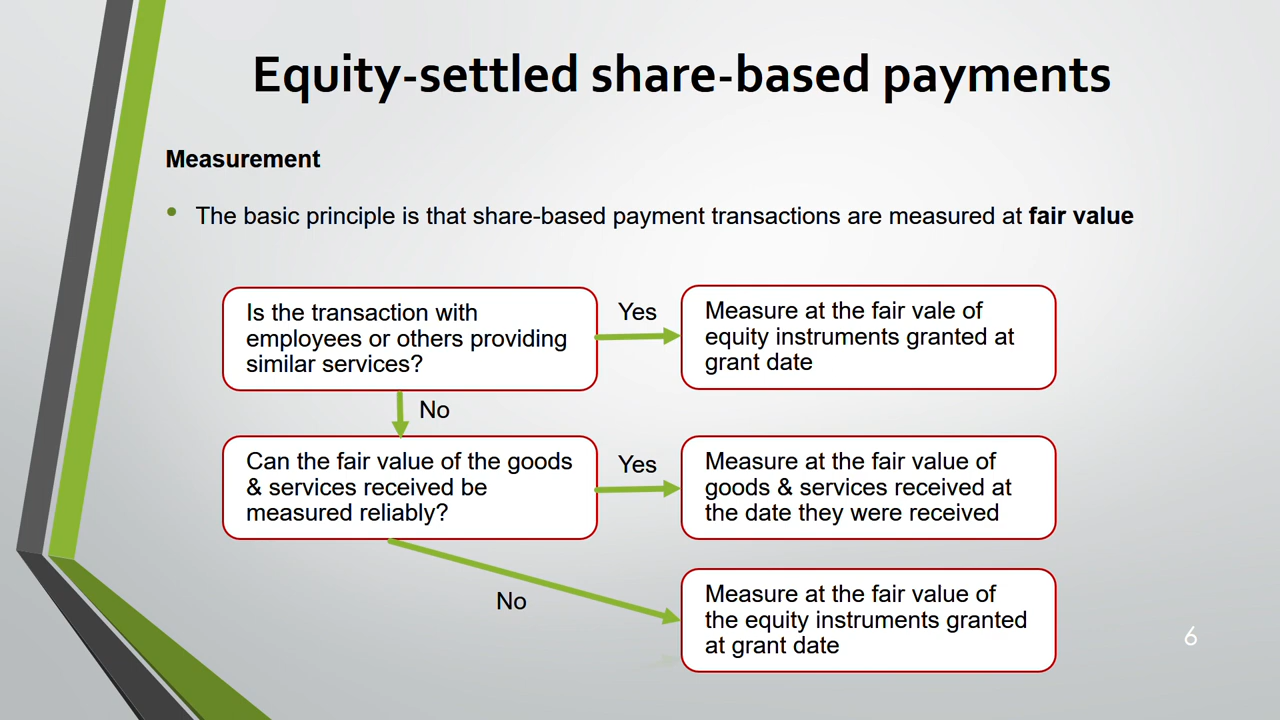 Equity-settled share-based payments
Measurement
• The basic principle is that share-based payment transactions are measured at fair value
Is the transaction with
employees or others providing
similar services?
Yes
Measure at the fair vale of
equity instruments granted at
grant date
No
Can the fair value of the goods
& services received be
measured reliably?
Yes
Measure at the fair value of
goods & services received at
the date they were received
No
Measure at the fair value of
the equity instruments granted
at grant date
6